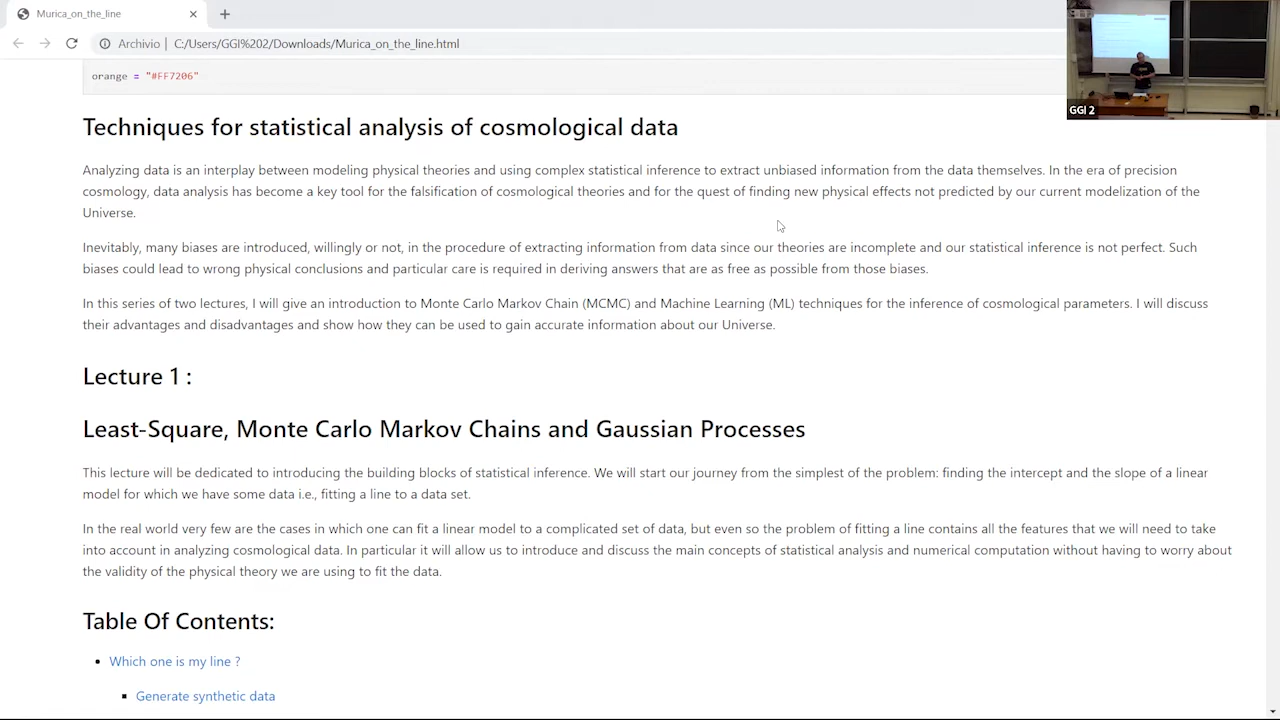 Murica_on_the_line
Archivio | C:/Users/GGI%202/Downloads/Murica_on_the_line.html
GGI 2
orange = "#FF7206"
Techniques for statistical analysis of cosmological data
Analyzing data is an interplay between modeling physical theories and using complex statistical inference to extract unbiased information from the data themselves. In the era of precision
cosmology, data analysis has become a key tool for the falsification of cosmological theories and for the quest of finding new physical effects not predicted by our current modelization of the
Universe.
Inevitably, many biases are introduced, willingly or not, in the procedure of extracting information from data since our theories are incomplete and our statistical inference is not perfect. Such
biases could lead to wrong physical conclusions and particular care is required in deriving answers that are as free as possible from those biases.
In this series of two lectures, I will give an introduction to Monte Carlo Markov Chain (MCMC) and Machine Learning (ML) techniques for the inference of cosmological parameters. I will discuss
their advantages and disadvantages and show how they can be used to gain accurate information about our Universe.
Lecture 1 :
Least-Square, Monte Carlo Markov Chains and Gaussian Processes
This lecture will be dedicated to introducing the building blocks of statistical inference. We will start our journey from the simplest of the problem: finding the intercept and the slope of a linear
model for which we have some data i.e., fitting a line to a data set.
In the real world very few are the cases in which one can fit a linear model to a complicated set of data, but even so the problem of fitting a line contains all the features that we will need to take
into account in analyzing cosmological data. In particular it will allow us to introduce and discuss the main concepts of statistical analysis and numerical computation without having to worry about
the validity of the physical theory we are using to fit the data.
Table Of Contents:
• Which one is my line ?
▪ Generate synthetic data